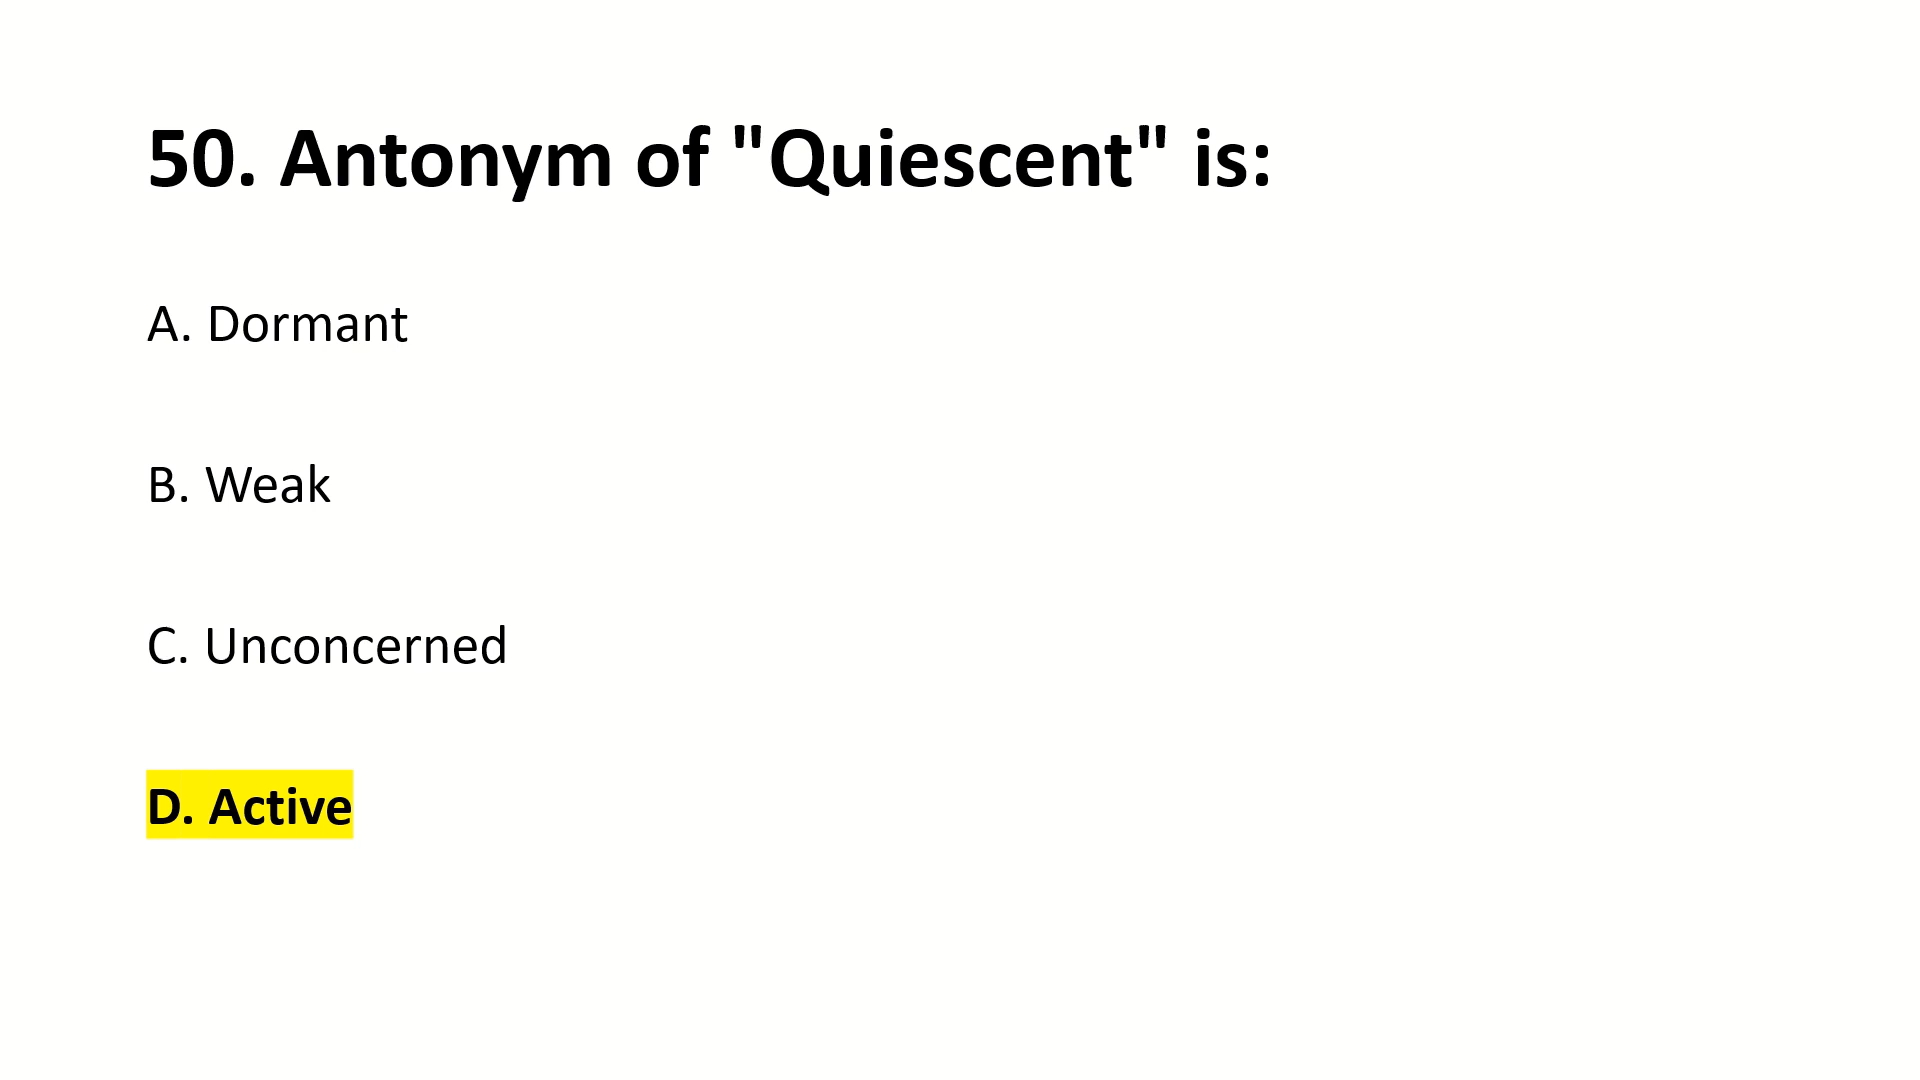 50. Antonym of "Quiescent" is:
A. Dormant
B. Weak
C. Unconcerned
D. Active